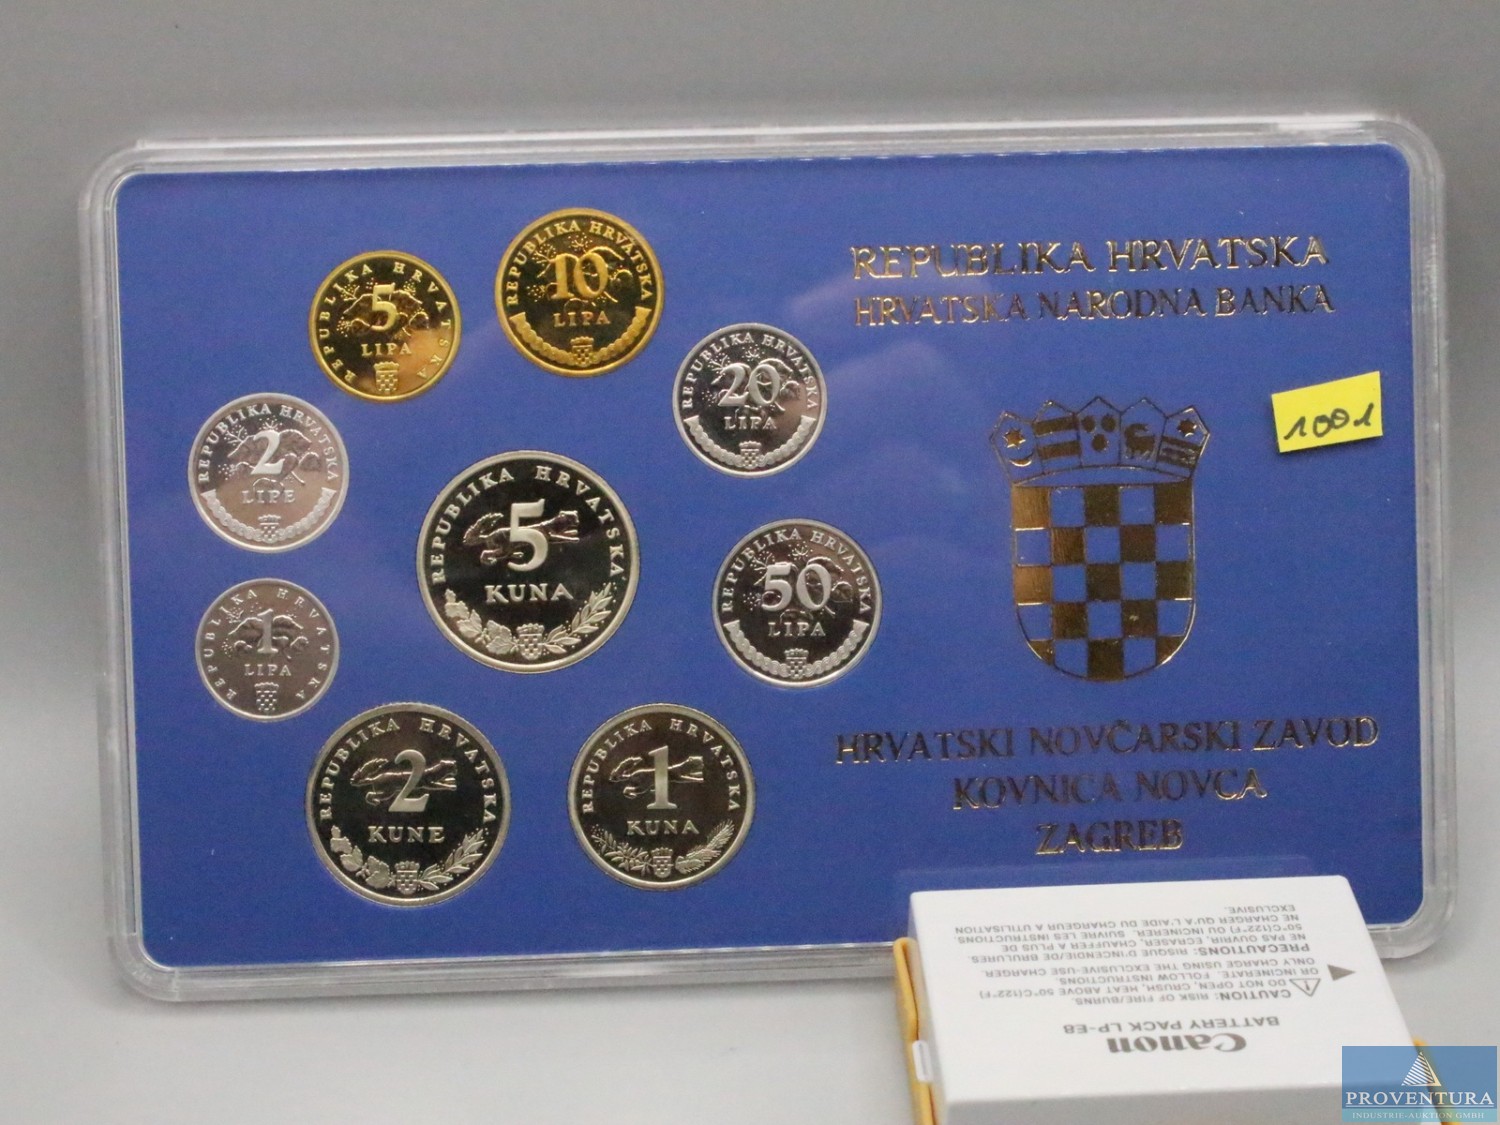 REPUBLIKA HRVATSKA
HRVATSKA NARODNA BANKA
1001
HRVATSKI NOVČARSKI ZAVOD
KOVNICA NOVCA
ZAGREB
REPUBLIKA HRVATSKA
5
LIPA
REPUBLIKA HRVATSKA
10
LIPA
REPUBLIKA HRVATSKA
20
LIPA
REPUBLIKA HRVATSKA
2
LIPE
REPUBLIKA HRVATSKA
5
KUNA
REPUBLIKA HRVATSKA
50
LIPA
REPUBLIKA HRVATSKA
1
LIPA
REPUBLIKA HRVATSKA
2
KUNE
REPUBLIKA HRVATSKA
1
KUNA
Canon
BATTERY PACK LP-E8
CAUTION: RISK OF FIRE/BURNS.
DO NOT OPEN, CRUSH, HEAT ABOVE 50°C(122°F)
OR INCINERATE. FOLLOW INSTRUCTIONS.
ONLY CHARGE USING THE EXCLUSIVE-USE CHARGER.
PRECAUTIONS: RISQUE D'INCENDIE/DE BRULURES.
NE PAS OUVRIR, ECRASER, CHAUFFER A PLUS DE
50°C(122°F) OU INCINERER. SUIVRE LES INSTRUCTIONS.
NE CHARGER QU'A L'AIDE DU CHARGEUR A UTILISATION
EXCLUSIVE.
PROVENTURA
INDUSTRIE-AUKTION GMBH